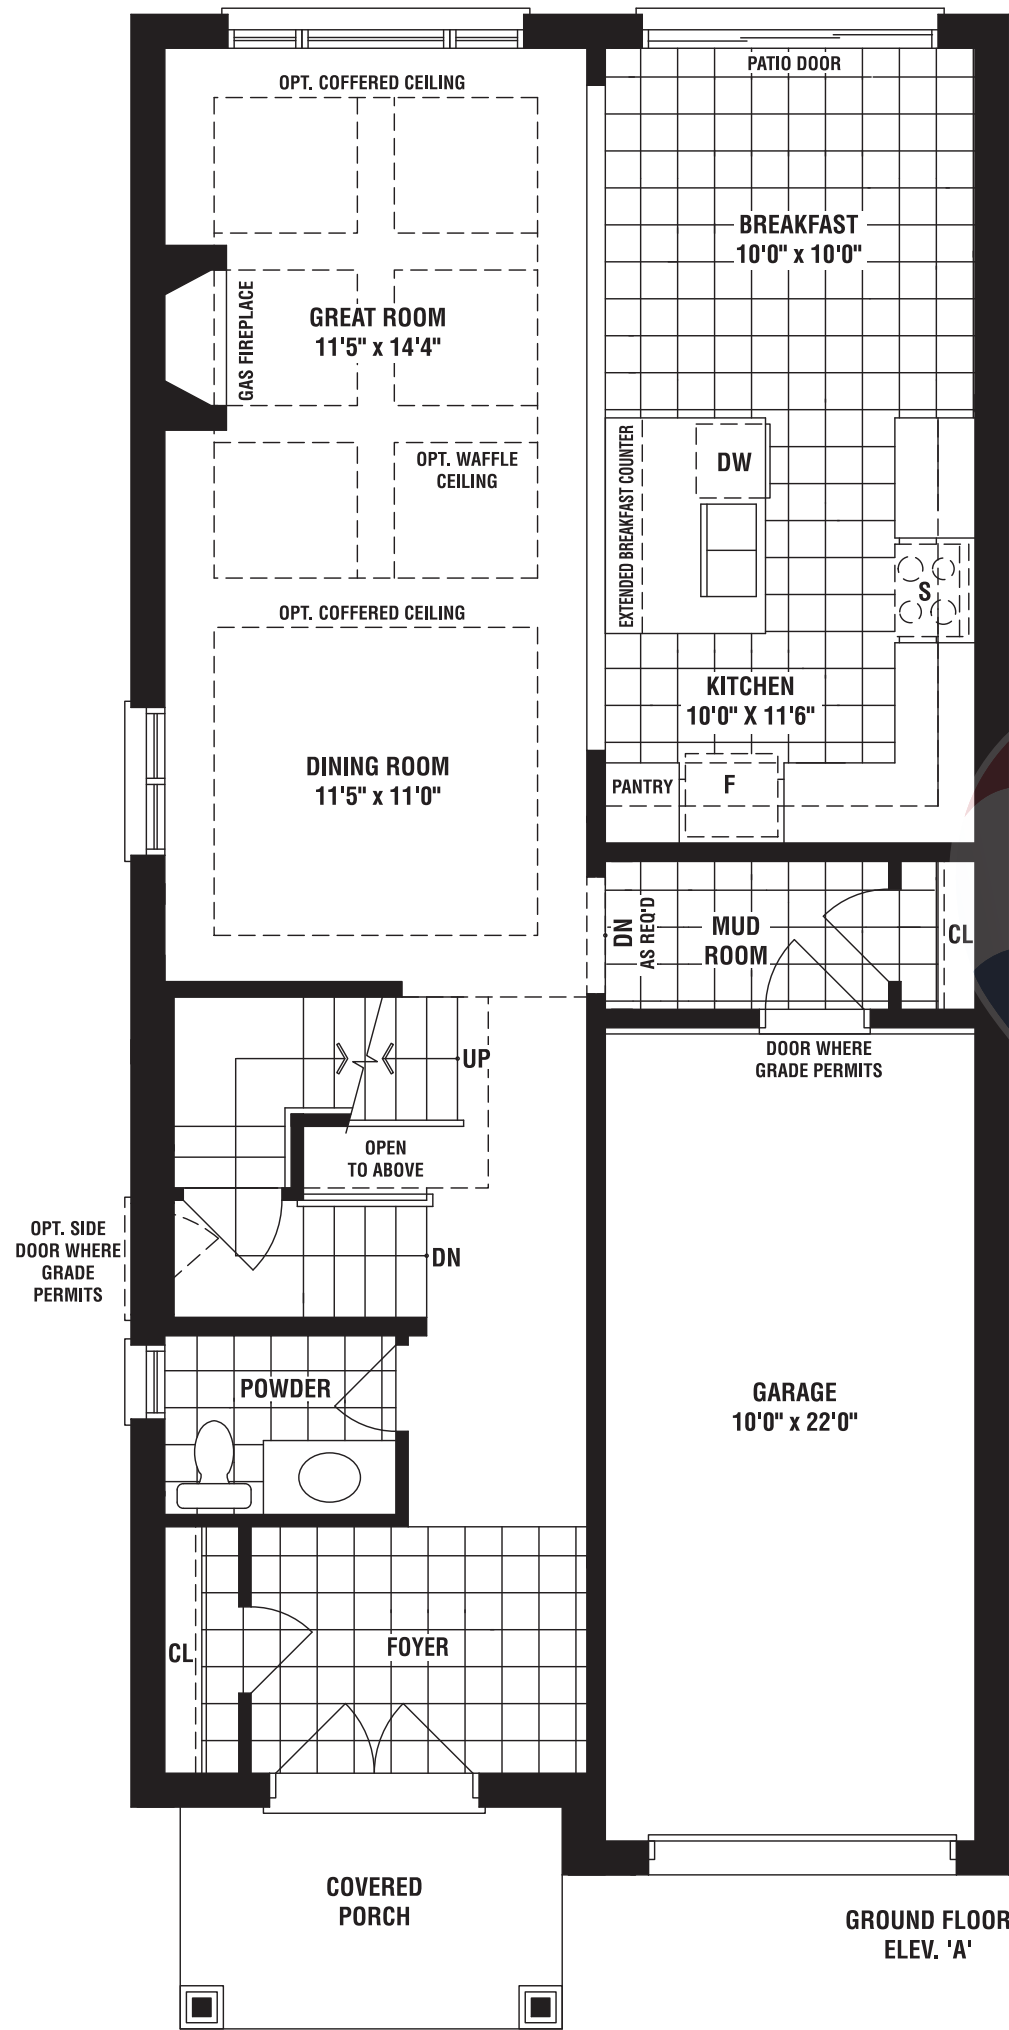 OPT. COFFERED CEILING
PATIO DOOR
BREAKFAST
10'0" x 10'0"
GAS FIREPLACE
GREAT ROOM
11'5" x 14'4"
OPT. WAFFLE
CEILING
EXTENDED BREAKFAST COUNTER
DW
S
OPT. COFFERED CEILING
KITCHEN
10'0" X 11'6"
DINING ROOM
11'5" x 11'0"
PANTRY
F
DN
AS REQ'D
MUD
ROOM
CL
DOOR WHERE
GRADE PERMITS
UP
OPEN
TO ABOVE
OPT. SIDE
DOOR WHERE
GRADE
PERMITS
DN
POWDER
GARAGE
10'0" x 22'0"
CL
FOYER
COVERED
PORCH
GROUND FLOOR
ELEV. 'A'